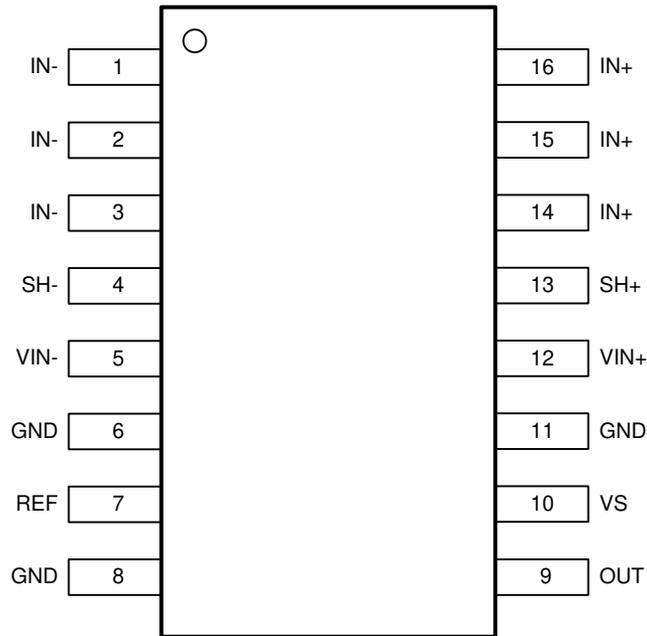 IN- 1 16 IN+
IN- 2 15 IN+
IN- 3 14 IN+
SH- 4 13 SH+
VIN- 5 12 VIN+
GND 6 11 GND
REF 7 10 VS
GND 8 9 OUT